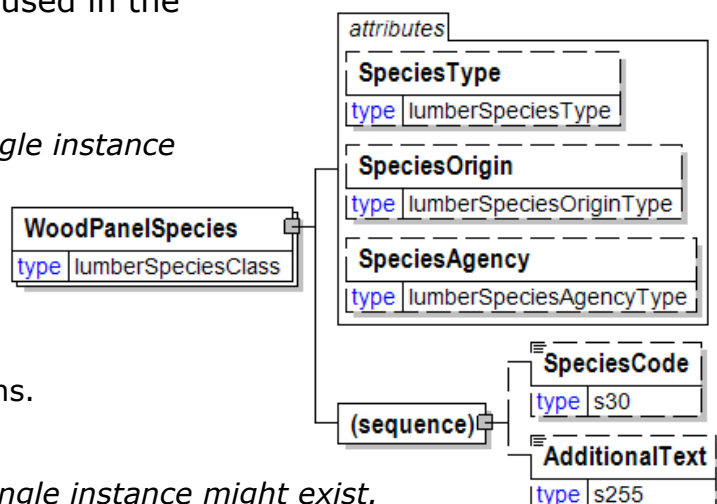 used in the
attributes
SpeciesType
type lumberSpeciesType
gle instance
SpeciesOrigin
type lumberSpeciesOriginType
WoodPanelSpecies
type lumberSpeciesClass
SpeciesAgency
type lumberSpeciesAgencyType
SpeciesCode
type s30
ns.
(sequence)
AdditionalText
type s255
ngle instance might exist.